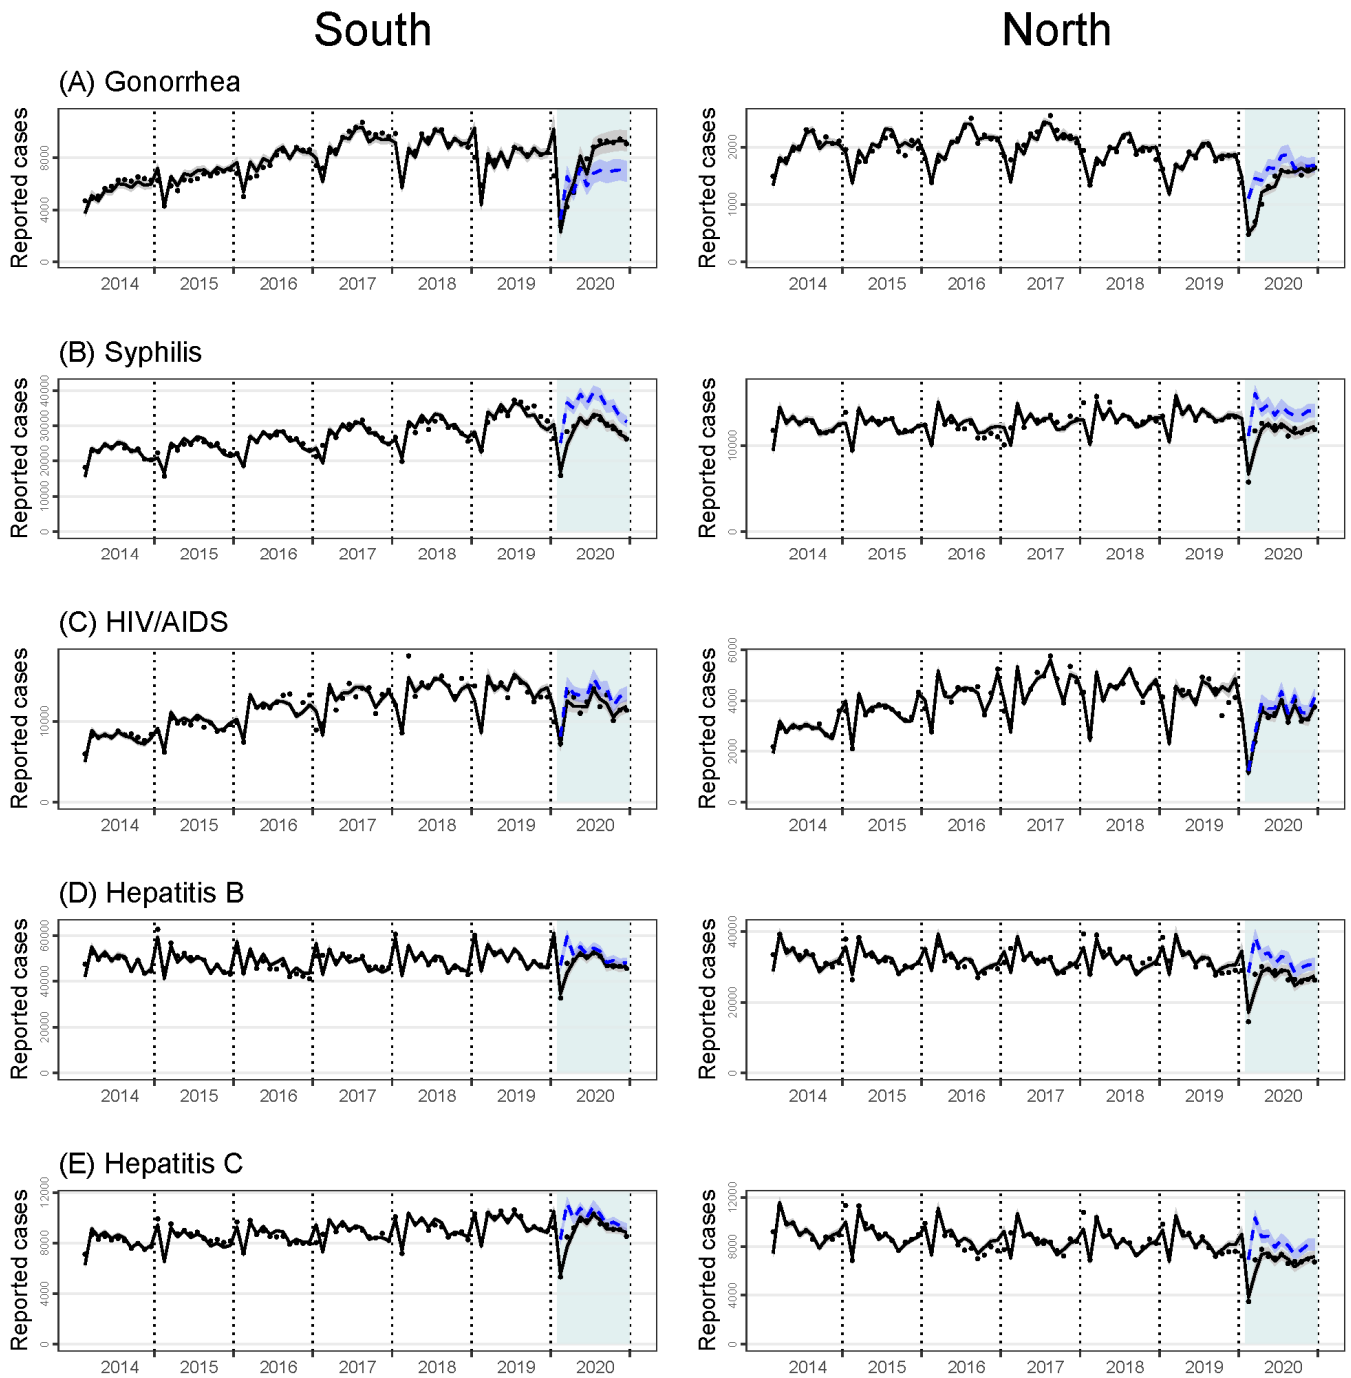 South North
(A) Gonorrhea
Reported cases 0 4000 8000
2014 2015 2016 2017 2018 2019 2020
Reported cases 0 1000 2000
2014 2015 2016 2017 2018 2019 2020
(B) Syphilis
Reported cases 0 10000 20000 30000 40000
2014 2015 2016 2017 2018 2019 2020
Reported cases 0 10000
2014 2015 2016 2017 2018 2019 2020
(C) HIV/AIDS
Reported cases 0 10000
2014 2015 2016 2017 2018 2019 2020
Reported cases 0 2000 4000 6000
2014 2015 2016 2017 2018 2019 2020
(D) Hepatitis B
Reported cases 0 20000 40000 60000
2014 2015 2016 2017 2018 2019 2020
Reported cases 0 20000 40000
2014 2015 2016 2017 2018 2019 2020
(E) Hepatitis C
Reported cases 0 4000 8000 12000
2014 2015 2016 2017 2018 2019 2020
Reported cases 0 4000 8000 12000
2014 2015 2016 2017 2018 2019 2020